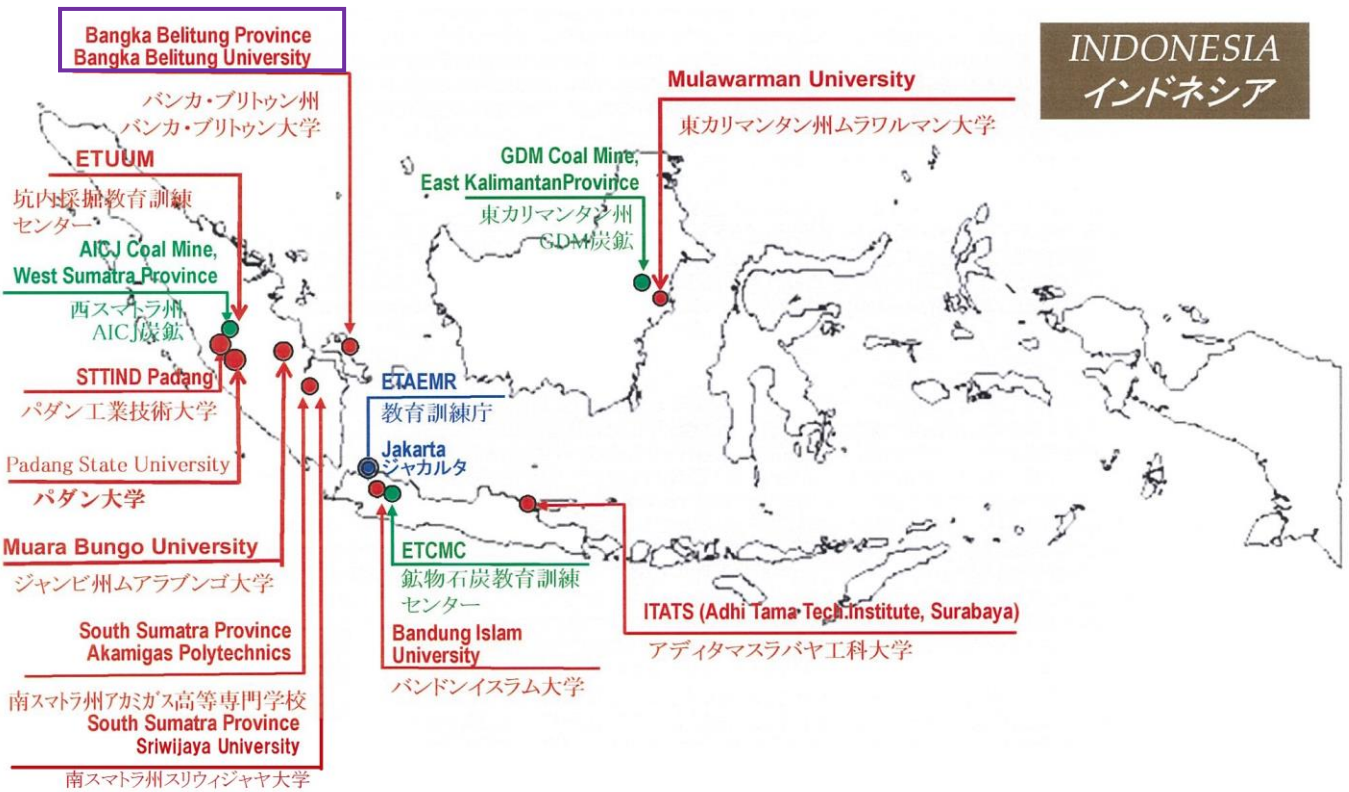 Bangka Belitung Province
Bangka Belitung University
バンカ・ブリトゥン州
バンカ・ブリトゥン大学
ETUUM
坑内採掘教育訓練
センター
AICJ Coal Mine,
West Sumatra Province
西スマトラ州
AICJ炭鉱
STTIND Padang
パダン工業技術大学
Padang State University
パダン大学
Muara Bungo University
ジャンビ州ムアラブンゴ大学
South Sumatra Province
Akamigas Polytechnics
南スマトラ州アカミガス高等専門学校
South Sumatra Province
Sriwijaya University
南スマトラ州スリウィジャヤ大学
INDONESIA
インドネシア
Mulawarman University
東カリマンタン州ムラワルマン大学
GDM Coal Mine,
East KalimantanProvince
東カリマンタン州
GDM炭鉱
ETAEMR
教育訓練庁
Jakarta
ジャカルタ
ETCMC
鉱物石炭教育訓練
センター
Bandung Islam
University
バンドンイスラム大学
ITATS (Adhi Tama Tech.Institute, Surabaya)
アディタマスラバヤ工科大学